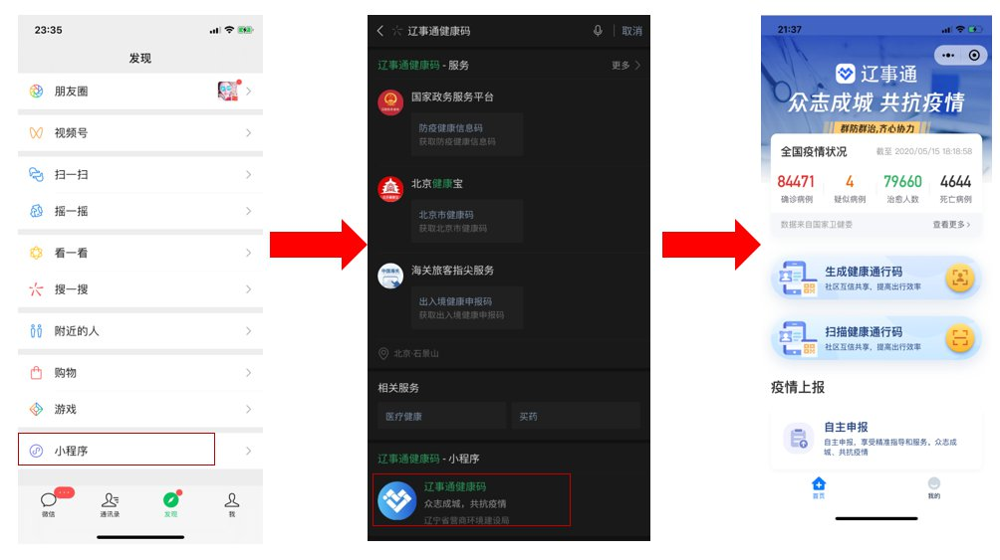 23:35
发现
朋友圈
视频号
扫一扫
摇一摇
看一看
搜一搜
附近的人
购物
游戏
小程序
微信
通讯录
发现
我
辽事通健康码
取消
辽事通健康码 - 服务
更多
国家政务服务平台
防疫健康信息码
获取防疫健康信息码
北京健康宝
北京市健康码
获取北京市健康码
中国海关
海关旅客指尖服务
出入境健康申报码
获取出入境健康申报码
北京·石景山
相关服务
医疗健康
买药
辽事通健康码 - 小程序
辽事通健康码
众志成城，共抗疫情
辽宁省营商环境建设局
21:37
辽事通
众志成城 共抗疫情
群防群治,齐心协力
全国疫情状况
截至 2020/05/15 18:18:58
84471
4
79660
4644
确诊病例
疑似病例
治愈人数
死亡病例
数据来自国家卫健委
查看更多
生成健康通行码
社区互信共享，提高出行效率
扫描健康通行码
社区互信共享，提高出行效率
疫情上报
自主申报
自主申报，享受精准指导和服务。众志成
城、共抗疫情
首页
我的